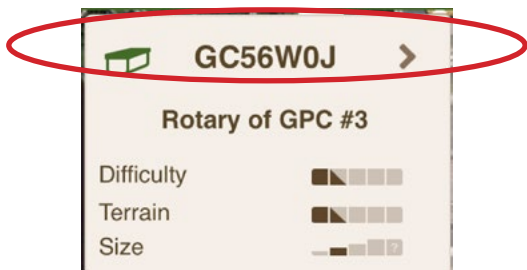 GC56W0J
Rotary of GPC #3
Difficulty
Terrain
Size
?